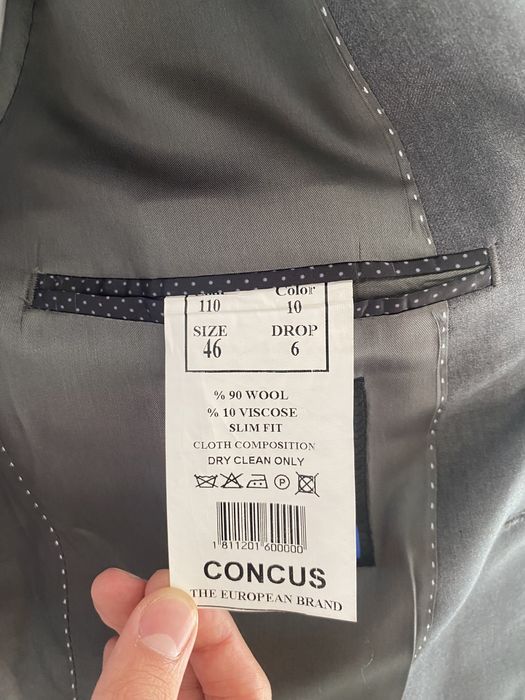 Color
110 10
SIZE DROP
46 6
% 90 WOOL
% 10 VISCOSE
SLIM FIT
CLOTH COMPOSITION
DRY CLEAN ONLY
P
1 811201 600000
CONCUS
THE EUROPEAN BRAND